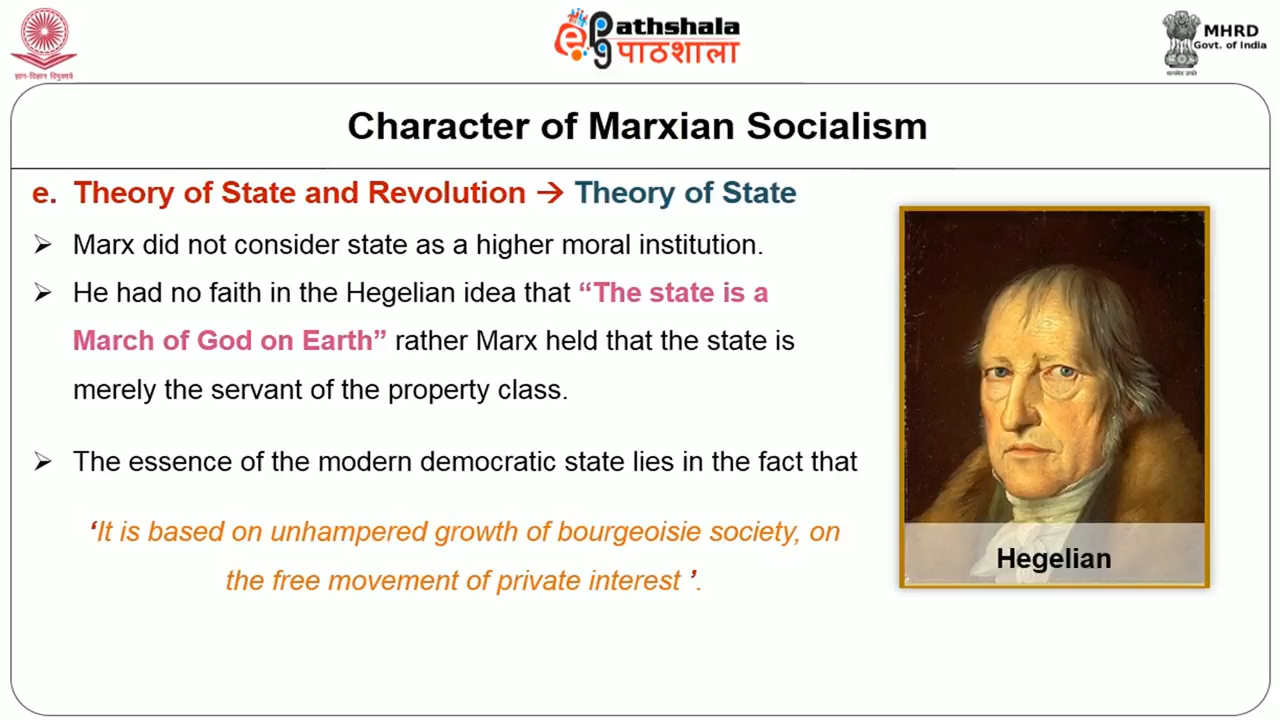 ज्ञान-विज्ञान विमुक्तये
ePathshala
पाठशाला
MHRD
Govt. of India
सत्यमेव जयते
Character of Marxian Socialism
e. Theory of State and Revolution → Theory of State
➢ Marx did not consider state as a higher moral institution.
➢ He had no faith in the Hegelian idea that “The state is a
March of God on Earth” rather Marx held that the state is
merely the servant of the property class.
➢ The essence of the modern democratic state lies in the fact that
‘It is based on unhampered growth of bourgeoisie society, on
the free movement of private interest ’.
Hegelian